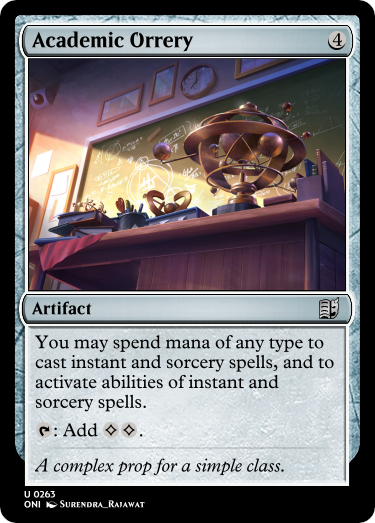 Academic Orrery 4
Artifact
You may spend mana of any type to
cast instant and sorcery spells, and to
activate abilities of instant and
sorcery spells.
: Add .
A complex prop for a simple class.
U 0263
ONI Surendra_Rajawat